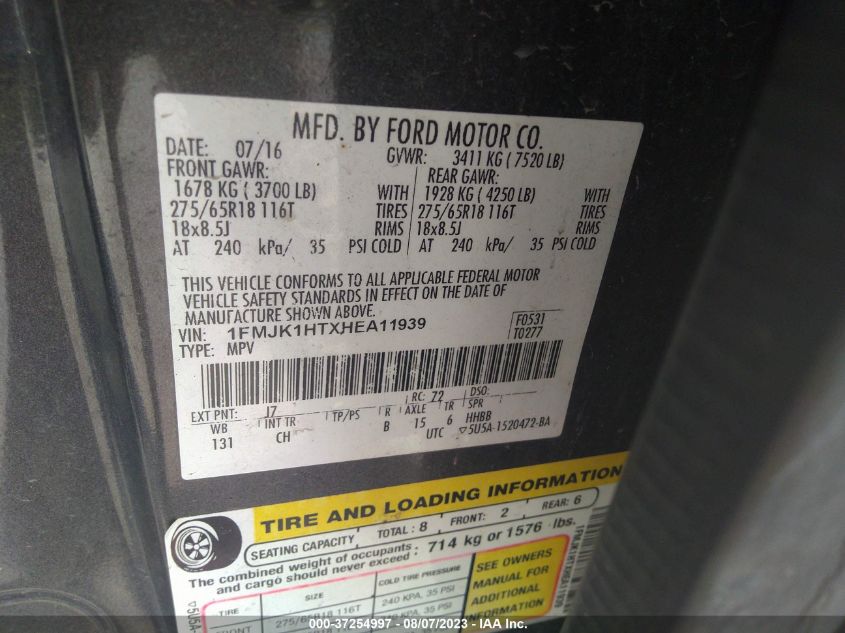 MFD. BY FORD MOTOR CO.
DATE: 07/16 GVWR: 3411 KG ( 7520 LB)
FRONT GAWR: REAR GAWR:
1678 KG ( 3700 LB) WITH 1928 KG ( 4250 LB) WITH
275/65R18 116T TIRES 275/65R18 116T TIRES
18x8.5J RIMS 18x8.5J RIMS
AT 240 kPa/ 35 PSI COLD AT 240 kPa/ 35 PSI COLD
THIS VEHICLE CONFORMS TO ALL APPLICABLE FEDERAL MOTOR
VEHICLE SAFETY STANDARDS IN EFFECT ON THE DATE OF
MANUFACTURE SHOWN ABOVE.
VIN: 1FMJK1HTXHEA11939 F0531
TYPE: MPV T0277
EXT PNT: J7 RC: 72 DSO:
WB INT TR TP/PS R AXLE TR SPR
131 CH B 15 6 HHBB
UTC ▽5U5A-1520472-BA
TIRE AND LOADING INFORMATION
SEATING CAPACITY TOTAL: 8 FRONT: 2 REAR: 6
The combined weight of occupants and cargo should never exceed: 714 kg or 1576 lbs.
TIRE SIZE COLD TIRE PRESSURE
FRONT 275/65R18 116T 240 KPA, 35 PSI
SEE OWNERS
MANUAL FOR
ADDITIONAL
INFORMATION
▽5U5A-
000-37254997 - 08/07/2023 - IAA Inc.